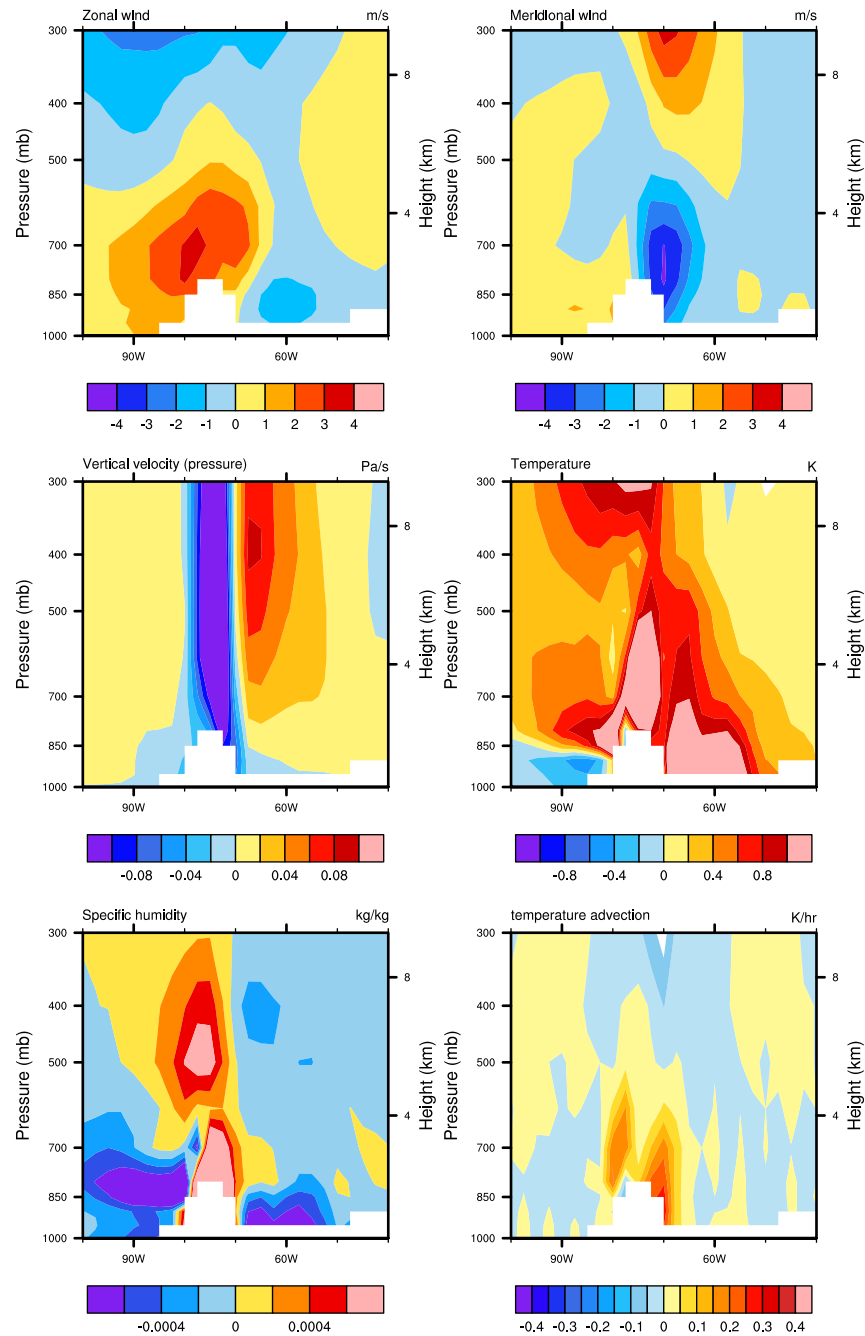 Zonal wind m/s Meridional wind m/s
300 300
400 8 400 8
Pressure (mb) Height (km) Pressure (mb) Height (km)
500 500
4 4
700 700
850 850
1000 1000
90W 60W 90W 60W
-4 -3 -2 -1 0 1 2 3 4 -4 -3 -2 -1 0 1 2 3 4
Vertical velocity (pressure) Pa/s Temperature K
300 300
8 8
400 400
Pressure (mb) Height (km) Pressure (mb) Height (km)
500 500
4 4
700 700
850 850
1000 1000
90W 60W 90W 60W
-0.08 -0.04 0 0.04 0.08 -0.8 -0.4 0 0.4 0.8
Specific humidity kg/kg temperature advection K/hr
300 300
8 8
400 400
Pressure (mb) Height (km) Pressure (mb) Height (km)
500 500
4 4
700 700
850 850
1000 1000
90W 60W 90W 60W
-0.0004 0 0.0004 -0.4 -0.3 -0.2 -0.1 0 0.1 0.2 0.3 0.4